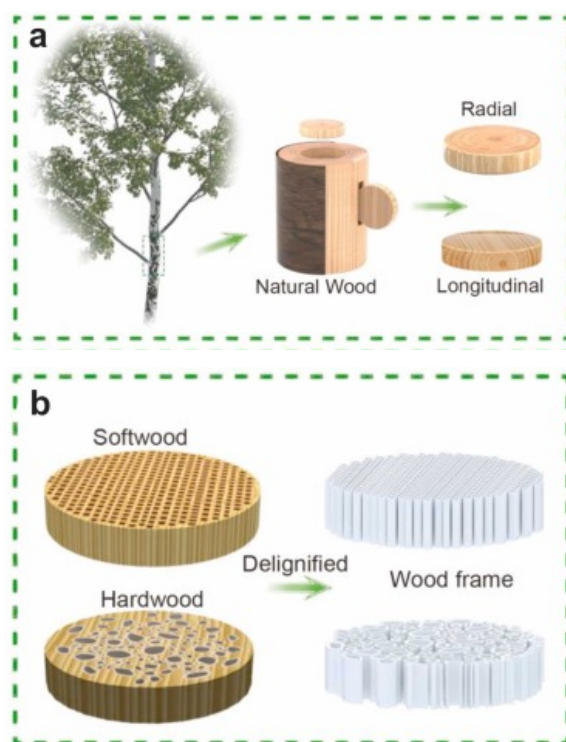 a
Radial
Natural Wood
Longitudinal
b
Softwood
Delignified
Wood frame
Hardwood